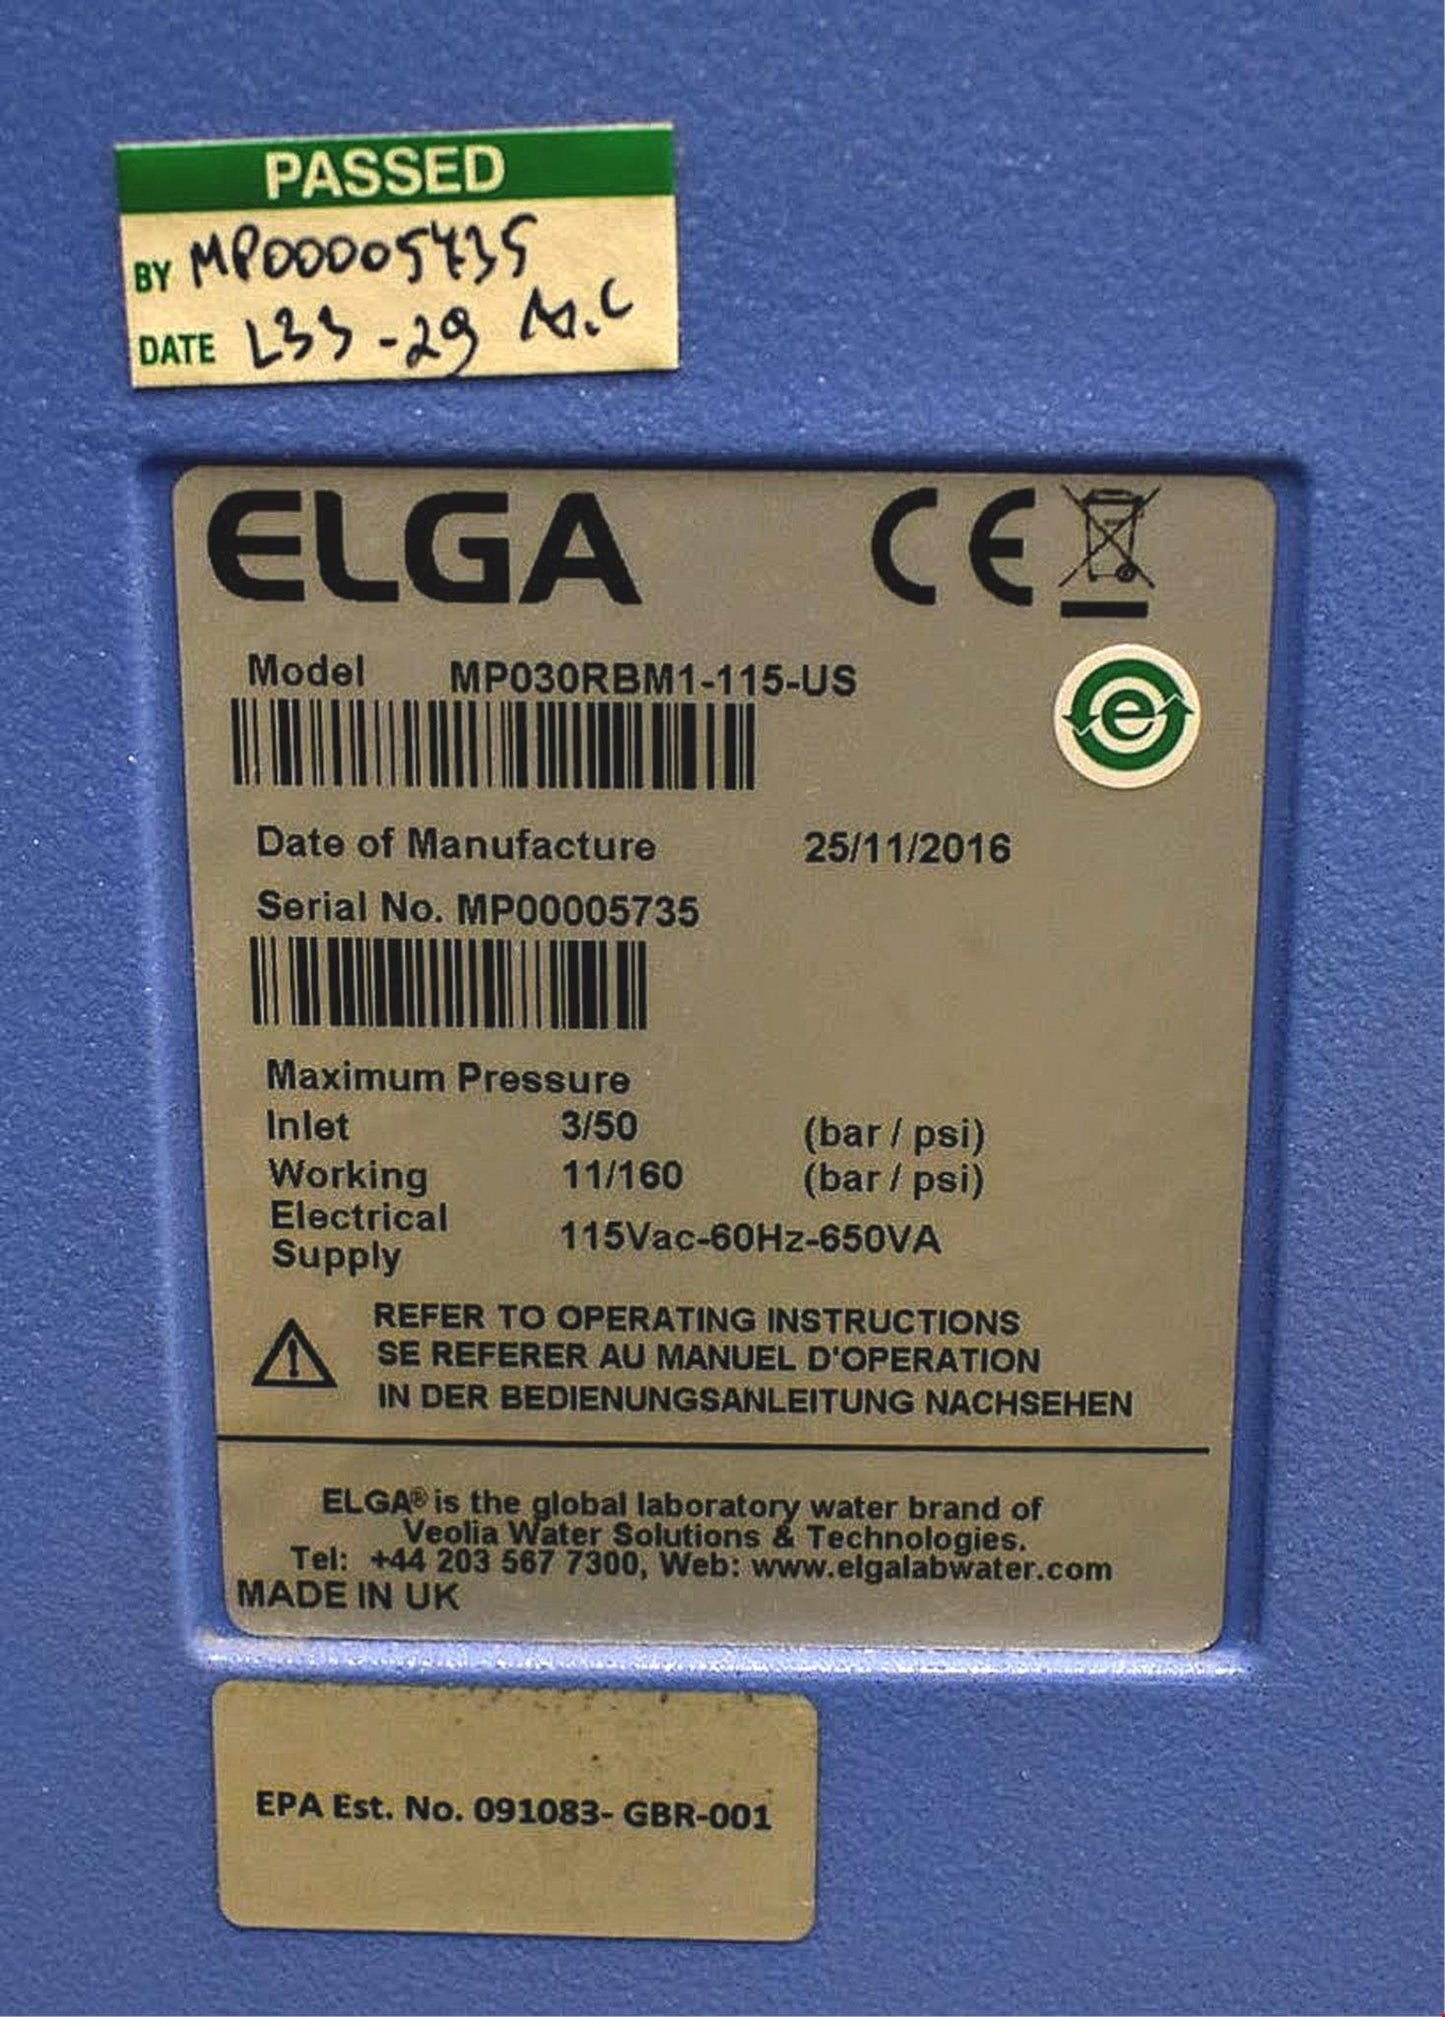 PASSED
BY MP00005735
DATE L33-29 A.C
ELGA CE
Model MP030RBM1-115-US
e
Date of Manufacture 25/11/2016
Serial No. MP00005735
Maximum Pressure
Inlet 3/50 (bar / psi)
Working 11/160 (bar / psi)
Electrical
Supply 115Vac-60Hz-650VA
REFER TO OPERATING INSTRUCTIONS
SE REFERER AU MANUEL D'OPERATION
IN DER BEDIENUNGSANLEITUNG NACHSEHEN
ELGA® is the global laboratory water brand of
Veolia Water Solutions & Technologies.
Tel: +44 203 567 7300, Web: www.elgalabwater.com
MADE IN UK
EPA Est. No. 091083- GBR-001